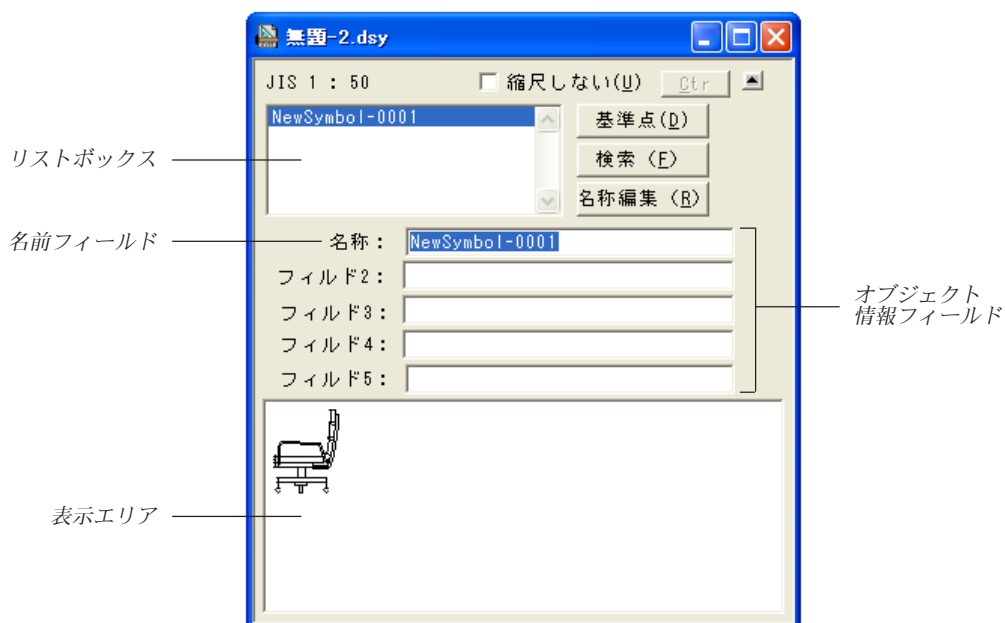 無題-2.dsy
JIS 1 : 50
縮尺しない(U)
Ctr
NewSymbol-0001
基準点(D)
検索 (F)
名称編集 (R)
リストボックス
名前フィールド
名称:
NewSymbol-0001
フィルド2:
フィルド3:
フィルド4:
フィルド5:
オブジェクト
情報フィールド
表示エリア